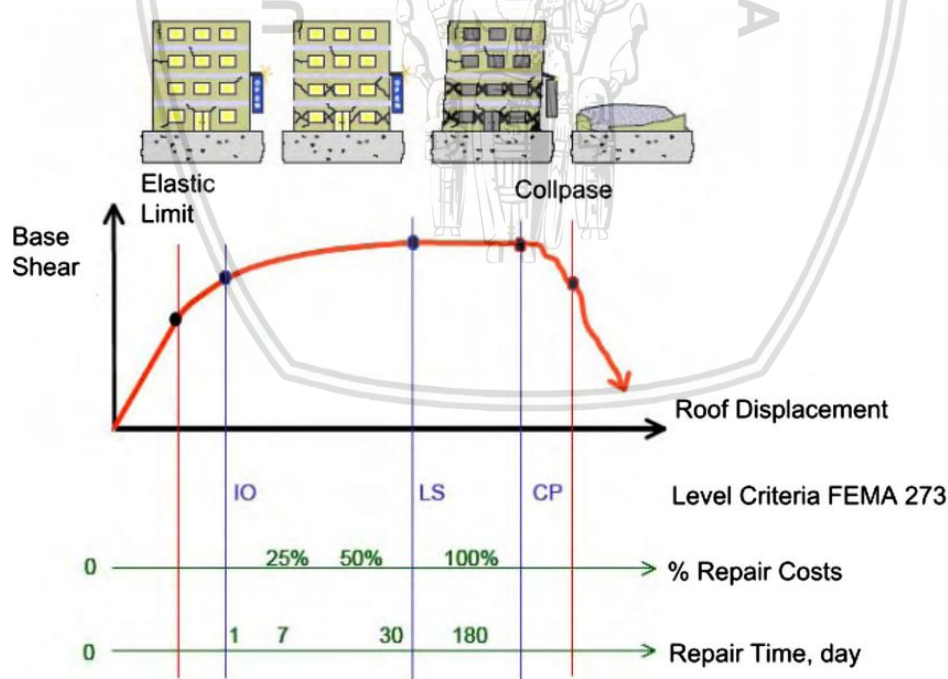 Elastic
Limit
Collpase
Base
Shear
Roof Displacement
IO
LS
CP
Level Criteria FEMA 273
0
25%
50%
100%
% Repair Costs
0
1
7
30
180
Repair Time, day